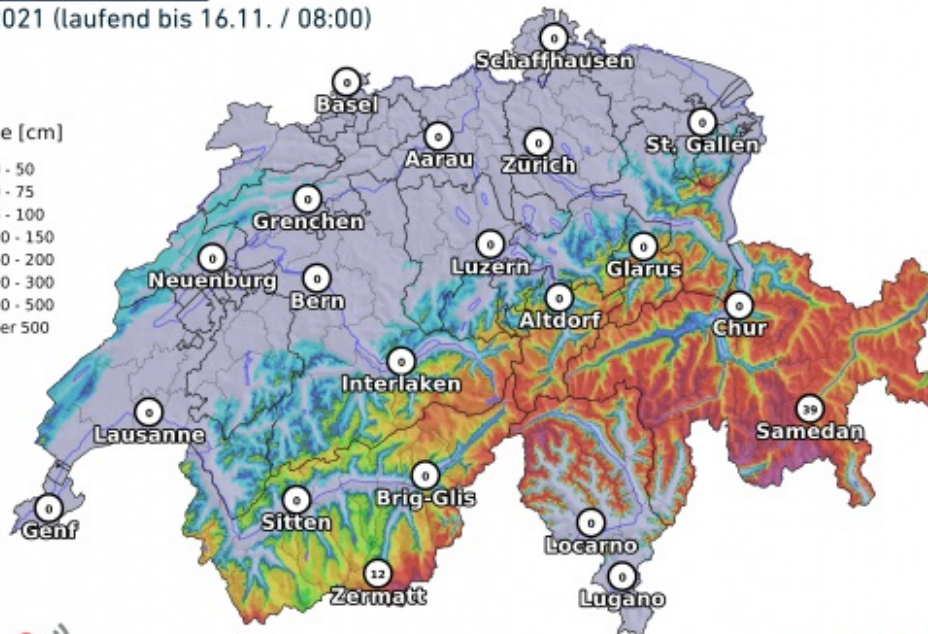 021 (laufend bis 16.11. / 08:00)
e [cm]
- 50
- 75
- 100
0 - 150
0 - 200
0 - 300
0 - 500
er 500
0
Schaffhausen
0
Basel
0
St. Gallen
0
Aarau
0
Zürich
0
Grenchen
0
Luzern
0
Glarus
0
Neuenburg
0
Bern
0
Altdorf
0
Chur
0
Interlaken
0
Lausanne
39
Samedan
0
Brig-Glis
0
Sitten
0
Genf
0
Locarno
12
Zermatt
0
Lugano